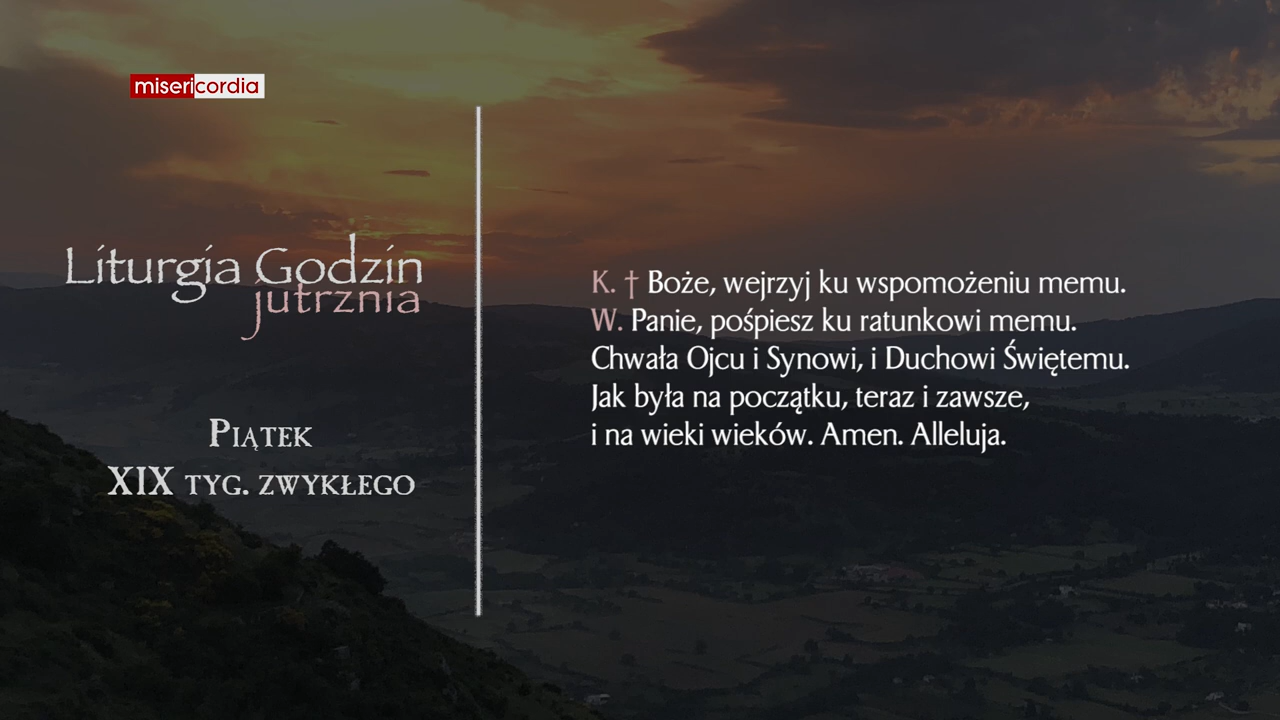 misericordia
Liturgia Godzin
jutrznia
Piątek
XIX tyg. zwykłego
K. † Boże, wejrzyj ku wspomożeniu memu.
W. Panie, pośpiesz ku ratunkowi memu.
Chwała Ojcu i Synowi, i Duchowi Świętemu.
Jak była na początku, teraz i zawsze,
i na wieki wieków. Amen. Alleluja.